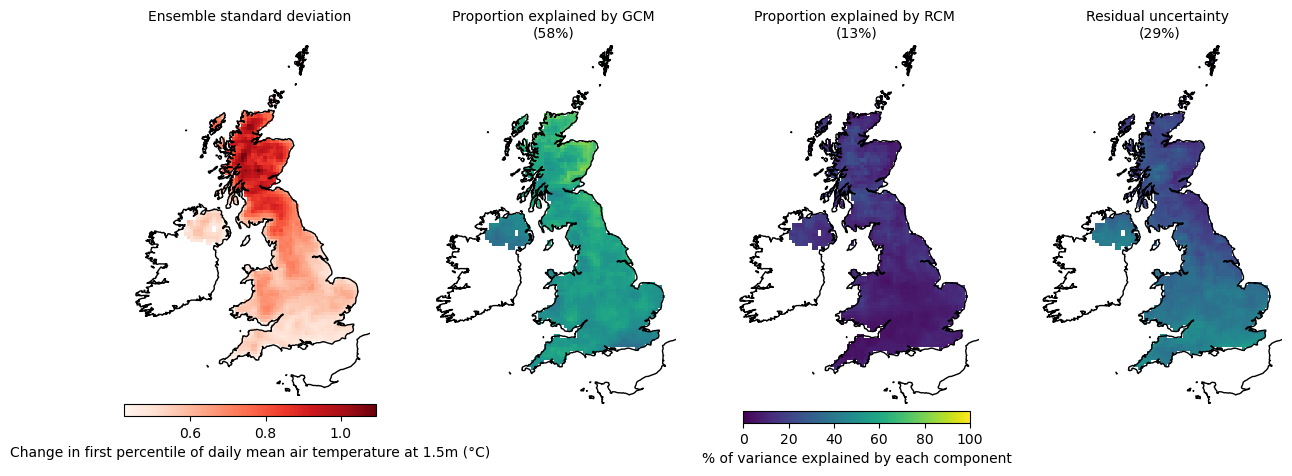 Ensemble standard deviation
Proportion explained by GCM
(58%)
Proportion explained by RCM
(13%)
Residual uncertainty
(29%)
0.6 0.8 1.0
Change in first percentile of daily mean air temperature at 1.5m (°C)
0 20 40 60 80 100
% of variance explained by each component